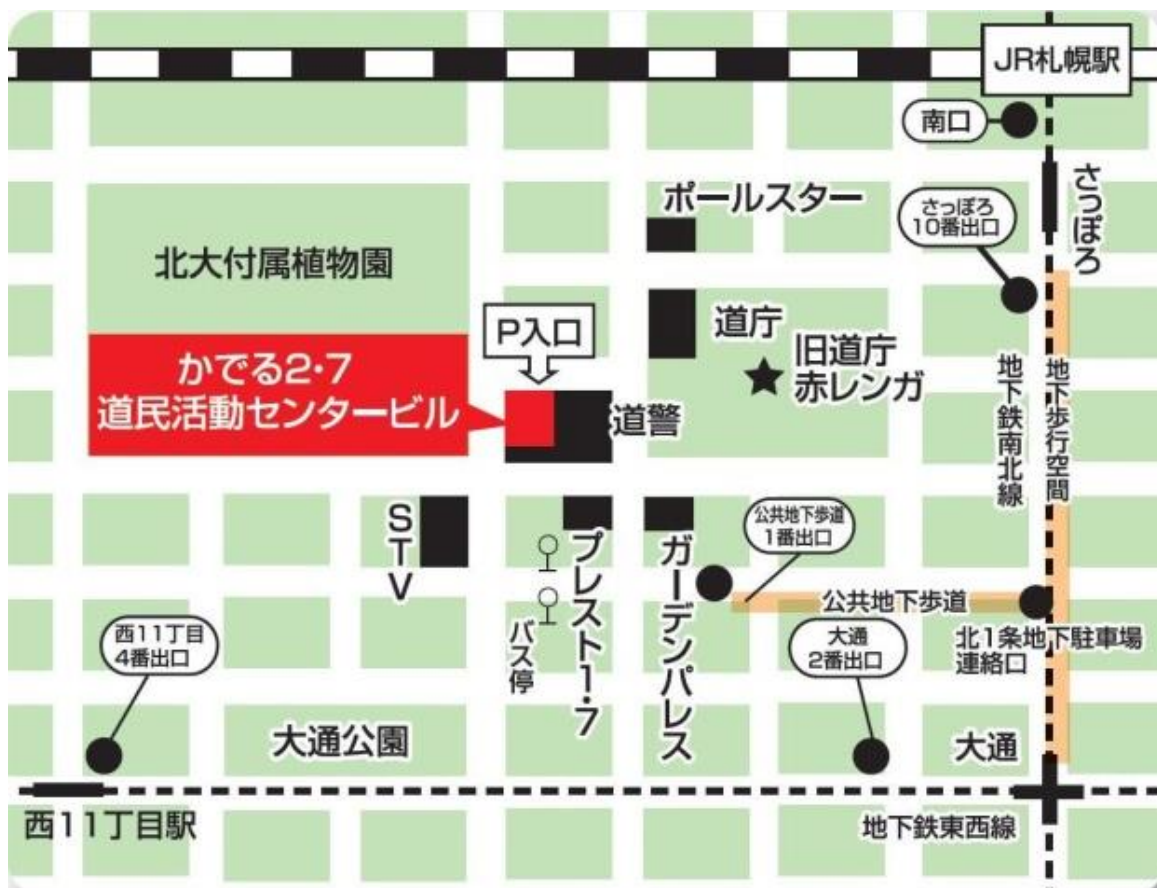 JR札幌駅
南口
さっぽろ
ポールスター
さっぽろ
10番出口
北大付属植物園
P入口
道庁
旧道庁
赤レンガ
かでる2・7
道民活動センタービル
道警
地下鉄南北線
地下歩行空間
STV
プレスト1・7
ガーデンパレス
公共地下歩道
1番出口
バス停
公共地下歩道
西11丁目
4番出口
大通
2番出口
北1条地下駐車場
連絡口
大通公園
大通
西11丁目駅
地下鉄東西線